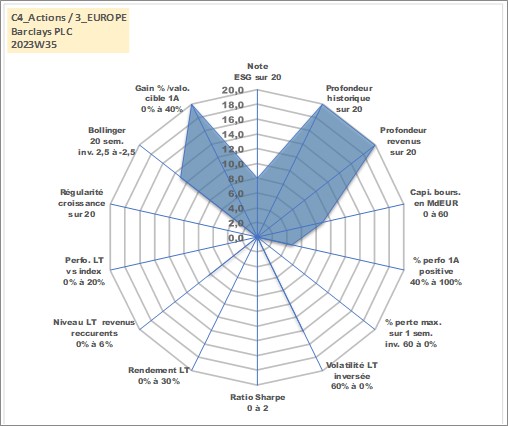 C4_Actions / 3_EUROPE
Barclays PLC
2023W35
Note
ESG sur 20
Profondeur
historique
sur 20
Profondeur
revenus
sur 20
Capi. bours.
en MdEUR
0 à 60
% perfo 1A
positive
40% à 100%
% perte max.
sur 1 sem.
inv. 60 à 0%
Volatilité LT
inversée
60% à 0%
Ratio Sharpe
0 à 2
Rendement LT
0% à 30%
Niveau LT revenus
reccurents
0% à 6%
Perfo. LT
vs index
0% à 20%
Régularité
croissance
sur 20
Bollinger
20 sem.
inv. 2,5 à -2,5
Gain % /valo.
cible 1A
0% à 40%
20,0
18,0
16,0
14,0
12,0
10,0
8,0
6,0
4,0
2,0
0,0